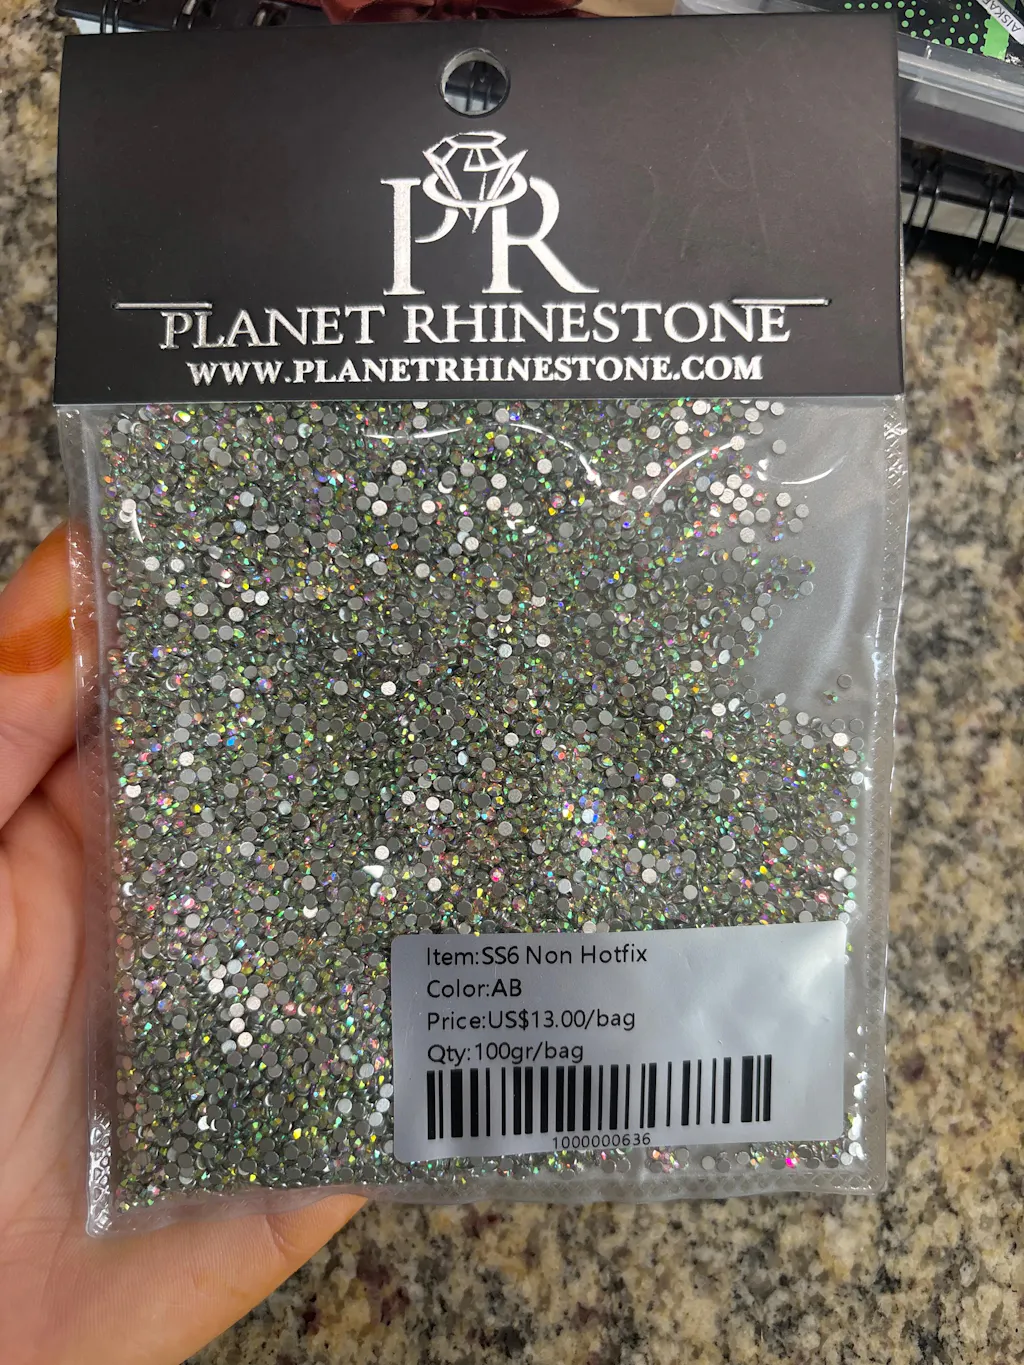 AISKAR
PR
PLANET RHINESTONE
WWW.PLANETRHINESTONE.COM
Item:SS6 Non Hotfix
Color:AB
Price:US$13.00/bag
Qty:100gr/bag
1000000636